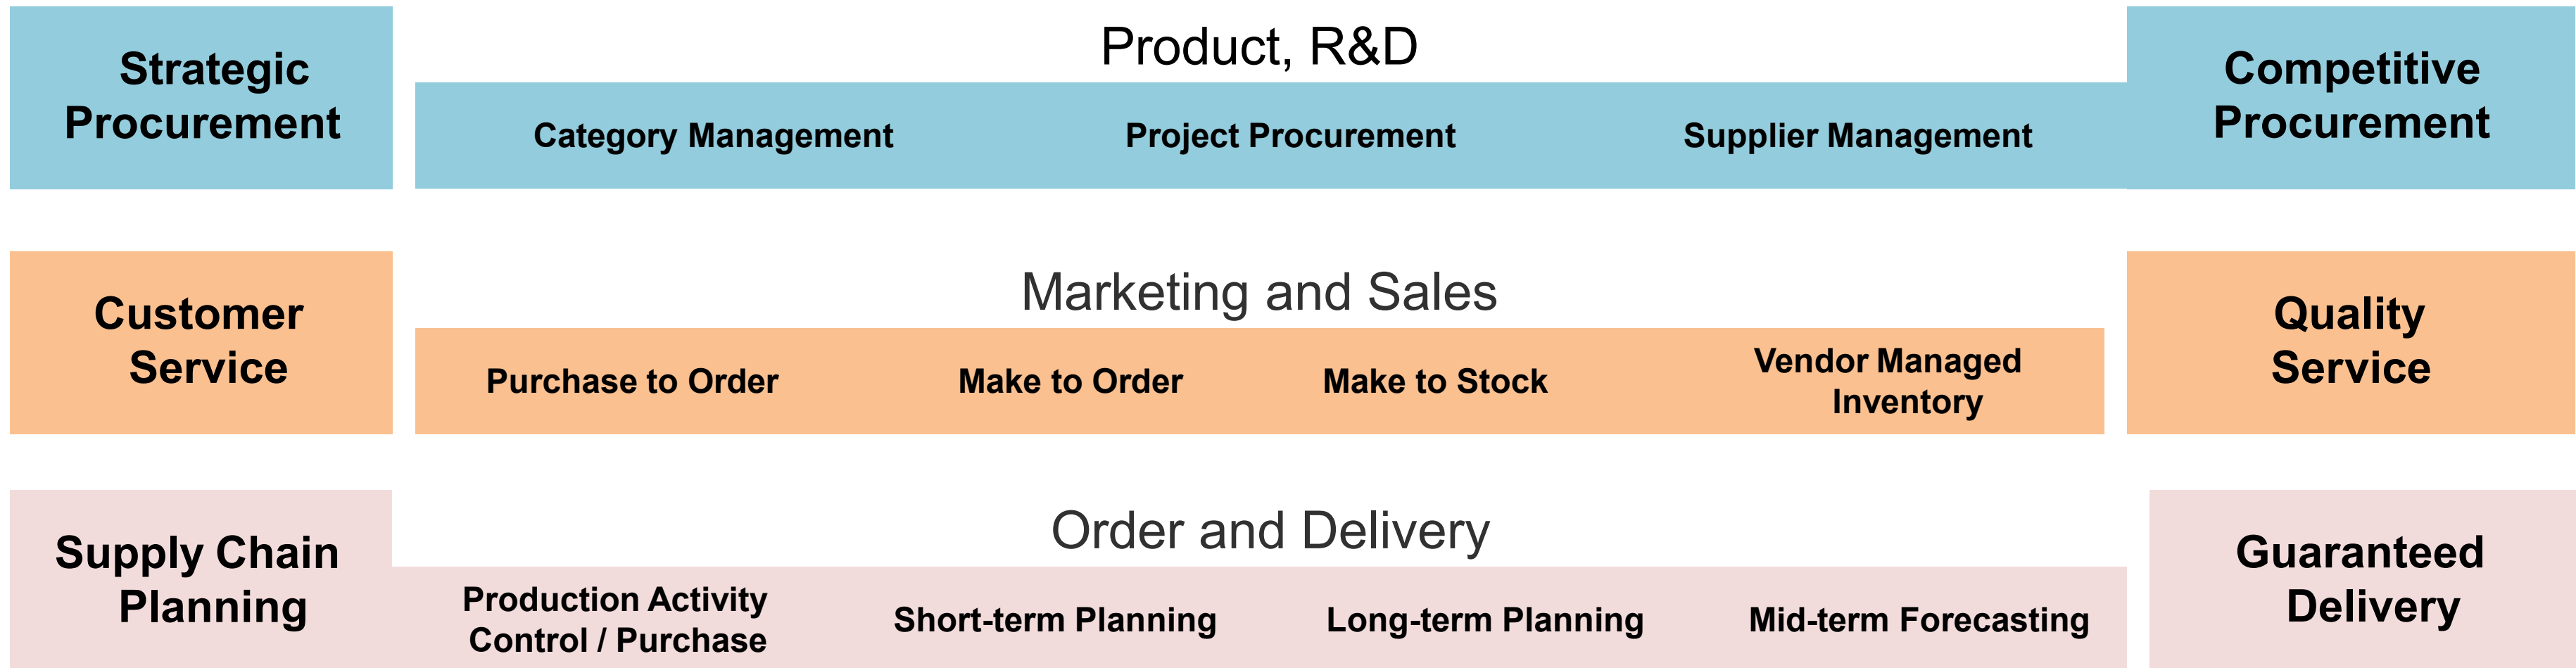 Strategic
Procurement
Product, R&D
Category Management
Project Procurement
Supplier Management
Competitive
Procurement
Customer
Service
Marketing and Sales
Purchase to Order
Make to Order
Make to Stock
Vendor Managed
Inventory
Quality
Service
Supply Chain
Planning
Order and Delivery
Production Activity
Control / Purchase
Short-term Planning
Long-term Planning
Mid-term Forecasting
Guaranteed
Delivery